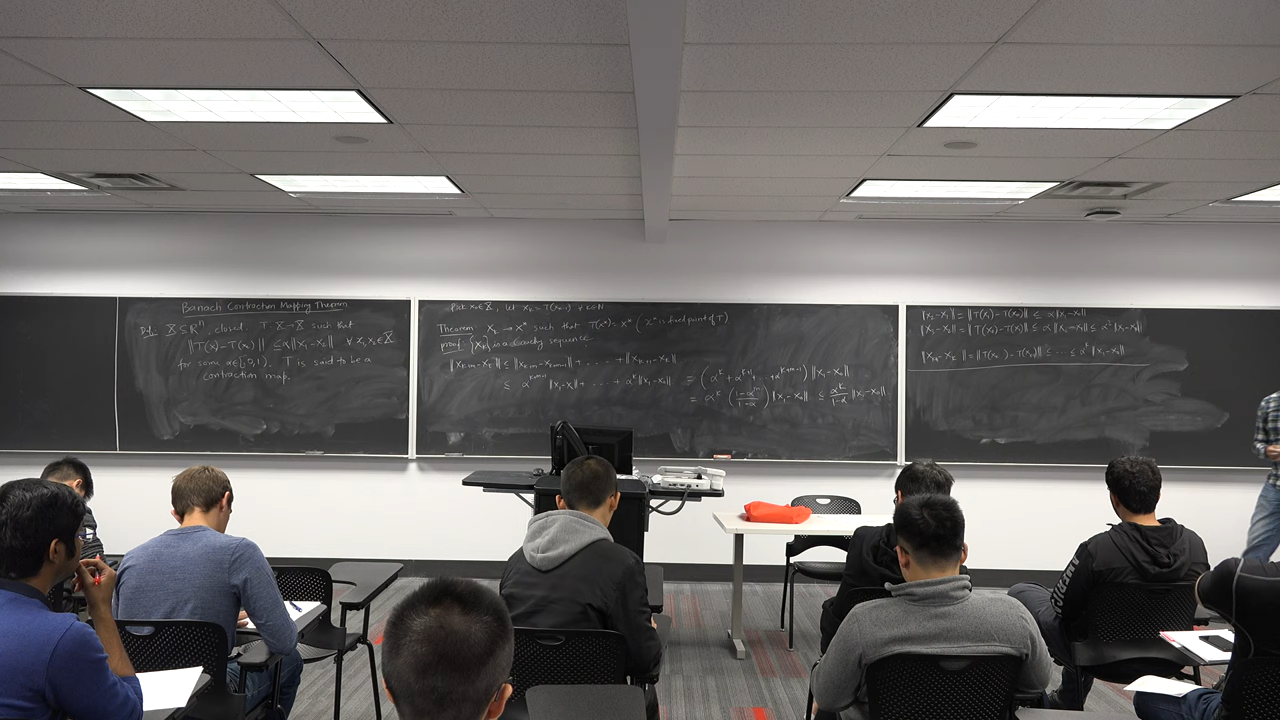 Banach Contraction Mapping Theorem
Def. X ⊆ ℝⁿ, closed. T: X→X such that
‖T(x₁)-T(x₂)‖ ≤ α‖x₁-x₂‖ ∀ x₁,x₂∈X
for some α∈[0,1), T is said to be a
contraction map.
Pick x₀∈X, let xₖ = T(xₖ₋₁) ∀ k∈ℕ
Theorem: xₖ → x* such that T(x*) = x* (x* is fixed point of T)
proof: {xₖ} is a Cauchy sequence
‖xₖ₊ₘ-xₖ‖ ≤ ‖xₖ₊ₘ-xₖ₊ₘ₋₁‖ + ..... + ‖xₖ₊₁-xₖ‖
≤ α^(k+m-1) ‖x₁-x₀‖ + ..... + αᵏ‖x₁-x₀‖ = (αᵏ + αᵏ⁺¹ + ... + α^(k+m-1)) ‖x₁-x₀‖
= αᵏ ((1-αᵐ)/(1-α)) ‖x₁-x₀‖ ≤ αᵏ/(1-α) ‖x₁-x₀‖.
‖x₂-x₁‖ = ‖T(x₁)-T(x₀)‖ ≤ α‖x₁-x₀‖
‖x₃-x₂‖ = ‖T(x₂)-T(x₁)‖ ≤ α‖x₂-x₁‖ ≤ α²‖x₁-x₀‖
‖xₖ₊₁-xₖ‖ = ‖T(xₖ)-T(xₖ₋₁)‖ ≤ ... ≤ αᵏ‖x₁-x₀‖